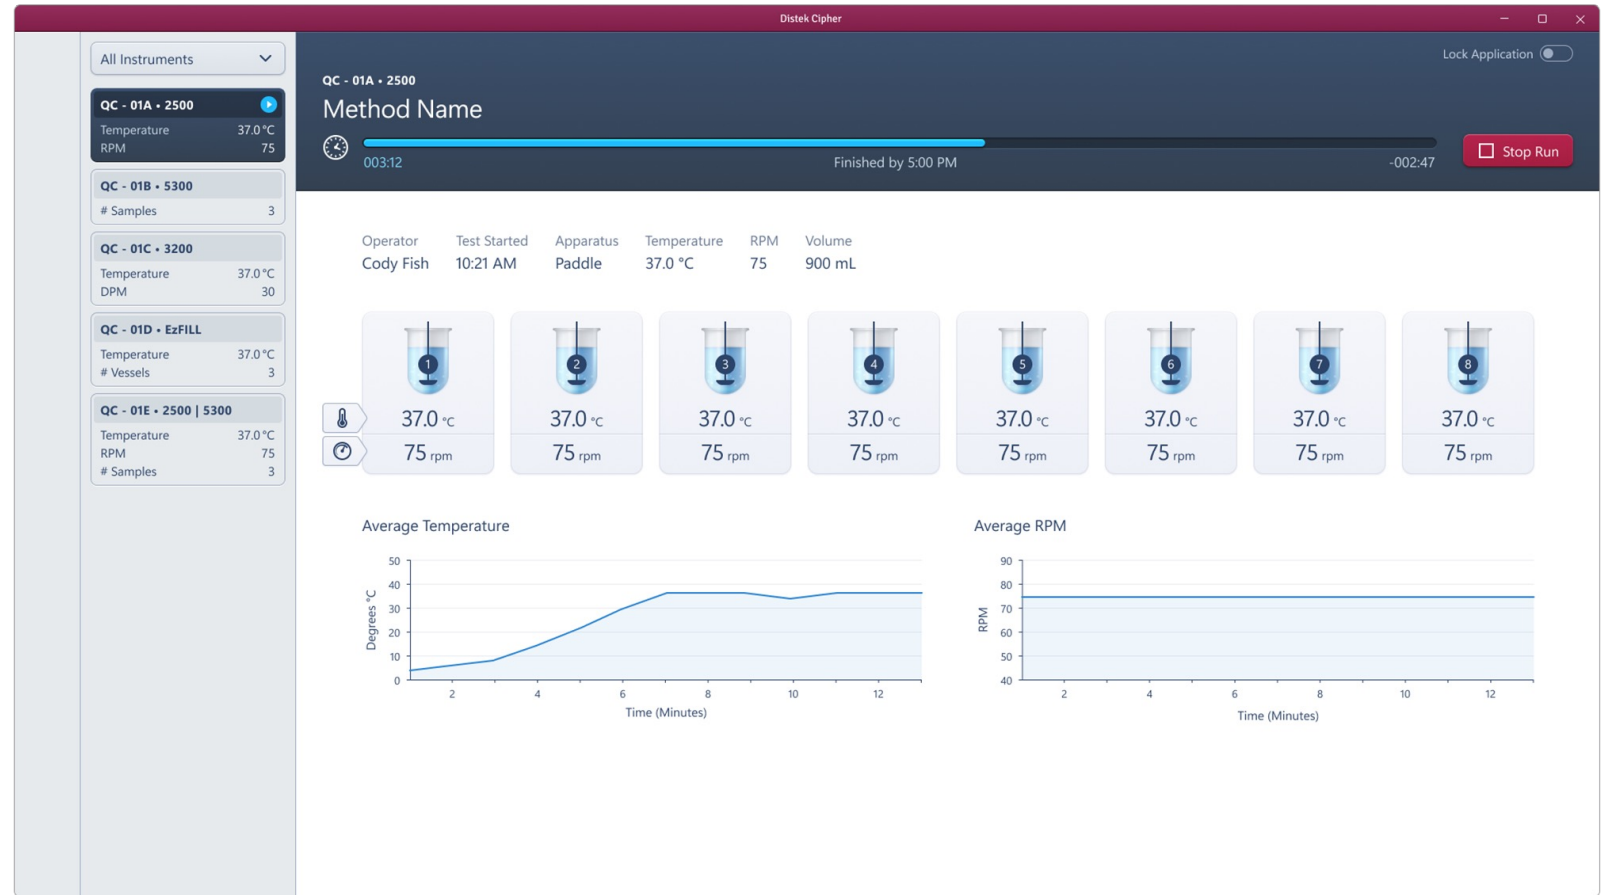 Distek Cipher
All Instruments
QC - 01A • 2500
Temperature 37.0 °C
RPM 75
QC - 01B • 5300
# Samples 3
QC - 01C • 3200
Temperature 37.0 °C
DPM 30
QC - 01D • EzFILL
Temperature 37.0 °C
# Vessels 3
QC - 01E • 2500 | 5300
Temperature 37.0 °C
RPM 75
# Samples 3
Lock Application
QC - 01A • 2500
Method Name
003:12 Finished by 5:00 PM -002:47
Stop Run
Operator Test Started Apparatus Temperature RPM Volume
Cody Fish 10:21 AM Paddle 37.0 °C 75 900 mL
1 2 3 4 5 6 7 8
37.0 °C 37.0 °C 37.0 °C 37.0 °C 37.0 °C 37.0 °C 37.0 °C 37.0 °C
75 rpm 75 rpm 75 rpm 75 rpm 75 rpm 75 rpm 75 rpm 75 rpm
Average Temperature
Degrees °C
50
40
30
20
10
0
2 4 6 8 10 12
Time (Minutes)
Average RPM
RPM
90
80
70
60
50
40
2 4 6 8 10 12
Time (Minutes)